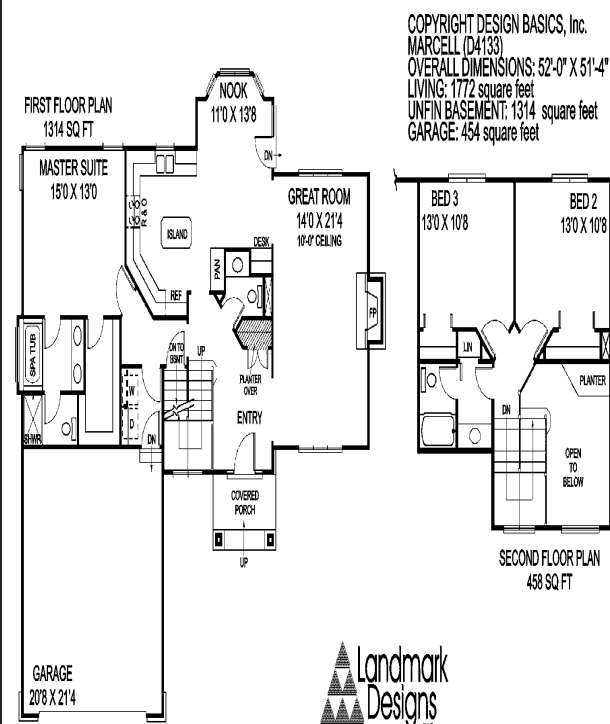 COPYRIGHT DESIGN BASICS, Inc.
MARCELL (D4133)
OVERALL DIMENSIONS: 52'-0" X 51'-4"
LIVING: 1772 square feet
UNFIN BASEMENT: 1314 square feet
GARAGE: 454 square feet
FIRST FLOOR PLAN
1314 SQ FT
NOOK
11'0 X 13'8
DN
MASTER SUITE
15'0 X 13'0
R & O
ISLAND
GREAT ROOM
14'0 X 21'4
10'-0" CEILING
DESK
PAN
REF
FP
SPA TUB
DN TO
BSMT
UP
PLANTER
OVER
W
D
ENTRY
SHWR
DN
COVERED
PORCH
UP
GARAGE
20'8 X 21'4
BED 3
13'0 X 10'8
BED 2
13'0 X 10'8
LIN
PLANTER
DN
OPEN
TO
BELOW
SECOND FLOOR PLAN
458 SQ FT
Landmark
Designs